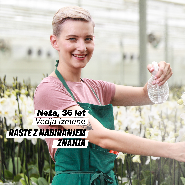 Neža, 36 let
Vodja izmene
RASTE Z NABIRANJEM
ZNANJA